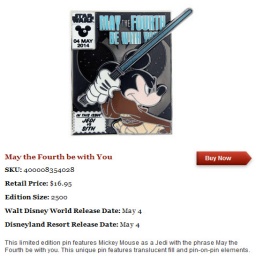 STAR WARS
04 MAY 2014
MAY THE FOURTH
BE WITH YOU
IN THIS ISSUE
JEDI VS SITH
May the Fourth be with You
Buy Now
SKU: 400008354028
Retail Price: $16.95
Edition Size: 2500
Walt Disney World Release Date: May 4
Disneyland Resort Release Date: May 4
This limited edition pin features Mickey Mouse as a Jedi with the phrase May the
Fourth be with you. This unique pin features translucent fill and pin-on-pin elements.